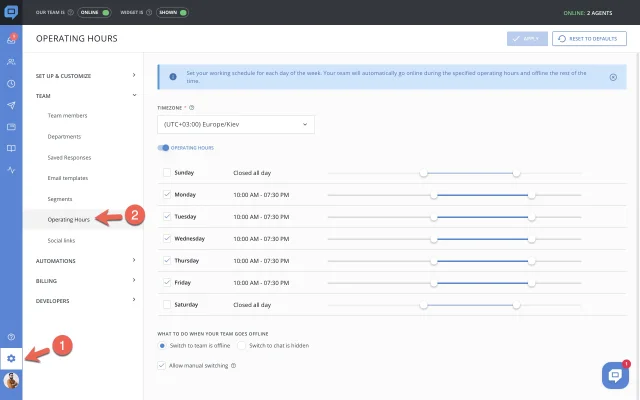 OUR TEAM IS ONLINE WIDGET IS SHOWN ONLINE: 2 AGENTS
OPERATING HOURS
APPLY
RESET TO DEFAULTS
SET UP & CUSTOMIZE
TEAM
Team members
Departments
Saved Responses
Email templates
Segments
Operating Hours
2
Social links
AUTOMATIONS
BILLING
DEVELOPERS
1
Set your working schedule for each day of the week. Your team will automatically go online during the specified operating hours and offline the rest of the
time.
TIMEZONE *
(UTC+03:00) Europe/Kiev
OPERATING HOURS
Sunday Closed all day
Monday 10:00 AM - 07:30 PM
Tuesday 10:00 AM - 07:30 PM
Wednesday 10:00 AM - 07:30 PM
Thursday 10:00 AM - 07:30 PM
Friday 10:00 AM - 07:30 PM
Saturday Closed all day
WHAT TO DO WHEN YOUR TEAM GOES OFFLINE
Switch to team is offline Switch to chat is hidden
Allow manual switching
1